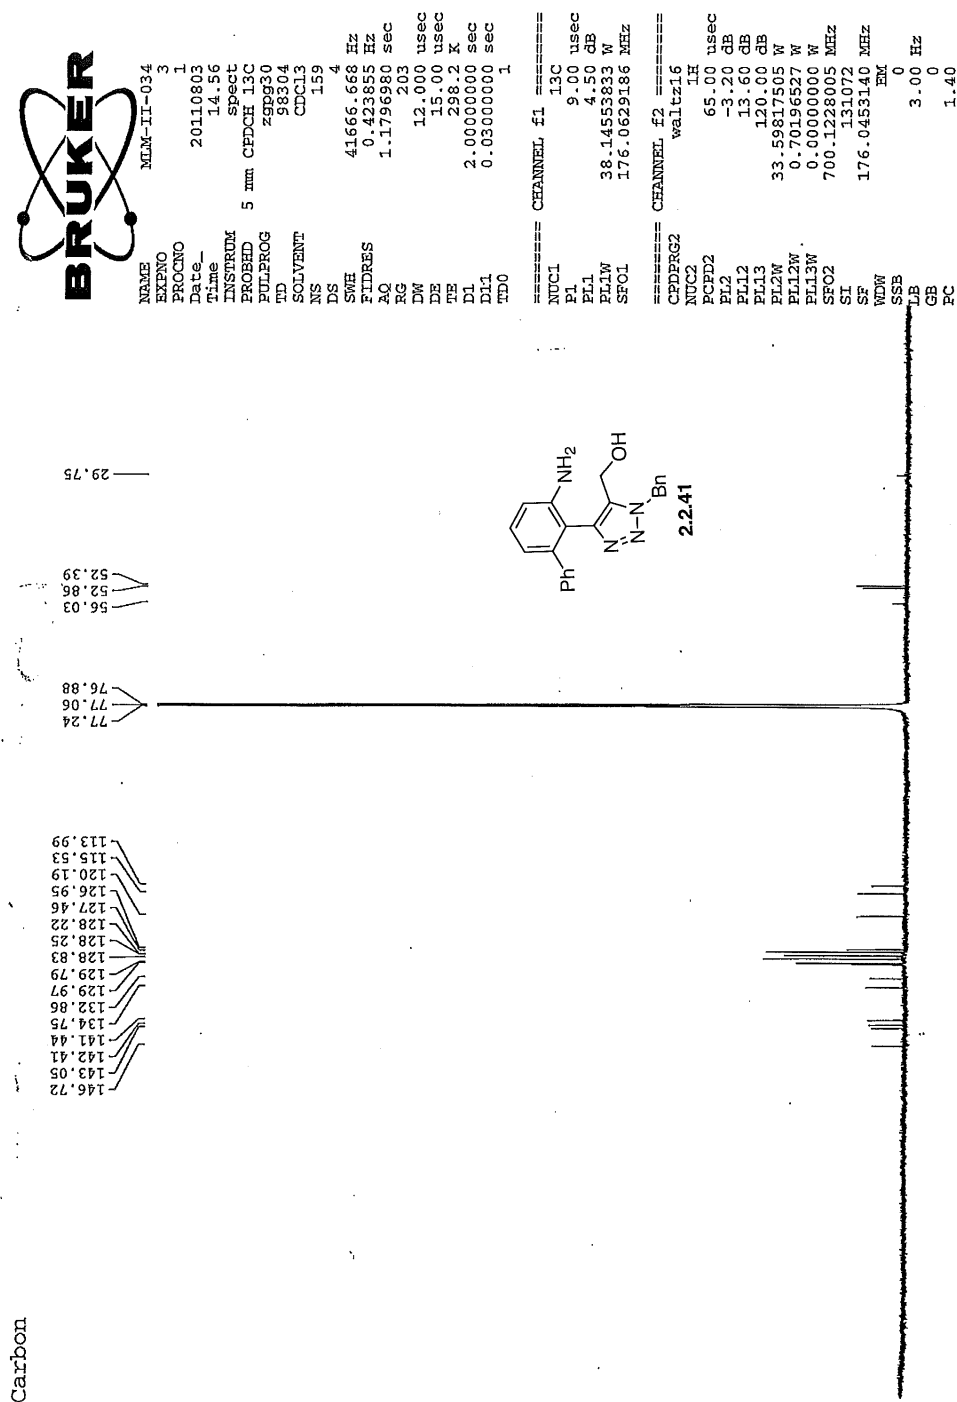 Carbon
146.72
143.05
142.41
141.44
134.75
132.86
129.97
129.79
128.83
128.25
128.22
127.46
126.95
120.19
115.53
113.99
77.24
77.06
76.88
56.03
52.86
52.39
29.75
Ph
NH2
OH
N
N
N
Bn
2.2.41
BRUKER
NAME MLM-II-034
EXPNO 3
PROCNO 1
Date_ 20110803
Time 14.56
INSTRUM spect
PROBHD 5 mm CPDCH 13C
PULPROG zgpg30
TD 98304
SOLVENT CDCl3
NS 159
DS 4
SWH 41666.668 Hz
FIDRES 0.423855 Hz
AQ 1.1796980 sec
RG 203
DW 12.000 usec
DE 15.00 usec
TE 298.2 K
D1 2.00000000 sec
D11 0.03000000 sec
TD0 1
======== CHANNEL f1 ========
NUC1 13C
P1 9.00 usec
PL1 4.50 dB
PL1W 38.14553833 W
SFO1 176.0629186 MHz
======== CHANNEL f2 ========
CPDPRG2 waltz16
NUC2 1H
PCPD2 65.00 usec
PL2 -3.20 dB
PL12 13.60 dB
PL13 120.00 dB
PL2W 33.59817505 W
PL12W 0.70196527 W
PL13W 0.00000000 W
SFO2 700.1228005 MHz
SI 131072
SF 176.0453140 MHz
WDW EM
SSB 0
LB 3.00 Hz
GB 0
PC 1.40